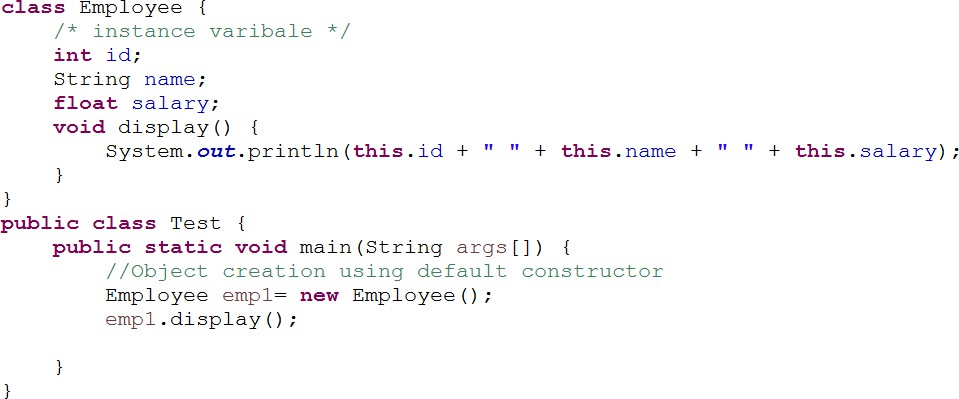 class Employee {
    /* instance varibale */
    int id;
    String name;
    float salary;
    void display() {
        System.out.println(this.id + " " + this.name + " " + this.salary);
    }
}
public class Test {
    public static void main(String args[]) {
        //Object creation using default constructor
        Employee emp1= new Employee();
        emp1.display();

    }
}